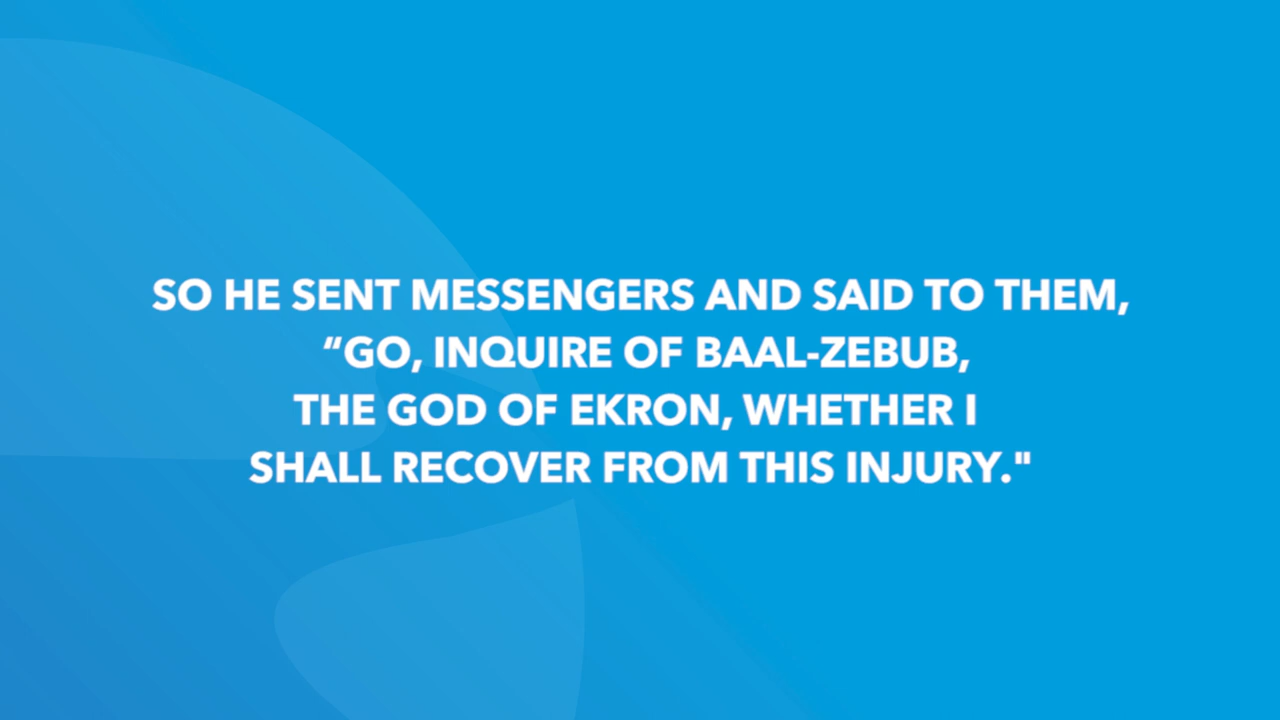 SO HE SENT MESSENGERS AND SAID TO THEM,
“GO, INQUIRE OF BAAL-ZEBUB,
THE GOD OF EKRON, WHETHER I
SHALL RECOVER FROM THIS INJURY."